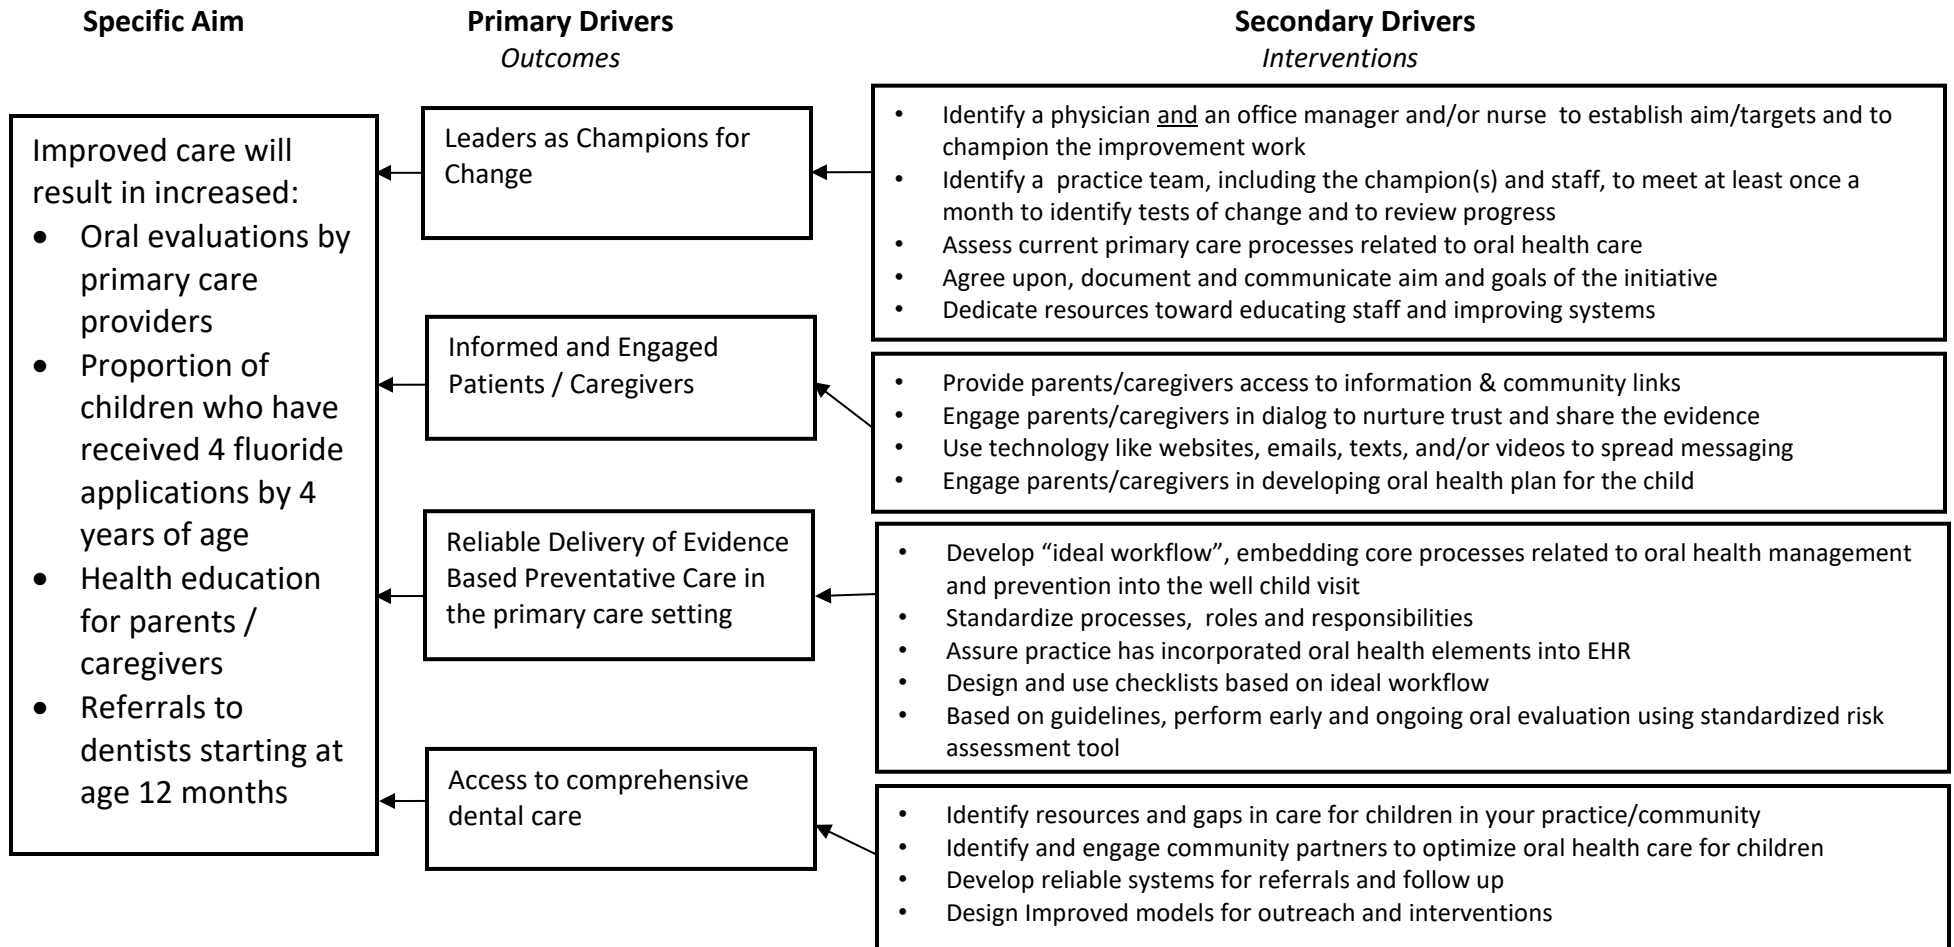 Specific Aim
Primary Drivers
Outcomes
Secondary Drivers
Interventions
Improved care will
result in increased:
• Oral evaluations by
primary care
providers
• Proportion of
children who have
received 4 fluoride
applications by 4
years of age
• Health education
for parents /
caregivers
• Referrals to
dentists starting at
age 12 months
Leaders as Champions for
Change
Informed and Engaged
Patients / Caregivers
Reliable Delivery of Evidence
Based Preventative Care in
the primary care setting
Access to comprehensive
dental care
• Identify a physician and an office manager and/or nurse to establish aim/targets and to
champion the improvement work
• Identify a practice team, including the champion(s) and staff, to meet at least once a
month to identify tests of change and to review progress
• Assess current primary care processes related to oral health care
• Agree upon, document and communicate aim and goals of the initiative
• Dedicate resources toward educating staff and improving systems
• Provide parents/caregivers access to information & community links
• Engage parents/caregivers in dialog to nurture trust and share the evidence
• Use technology like websites, emails, texts, and/or videos to spread messaging
• Engage parents/caregivers in developing oral health plan for the child
• Develop “ideal workflow”, embedding core processes related to oral health management
and prevention into the well child visit
• Standardize processes, roles and responsibilities
• Assure practice has incorporated oral health elements into EHR
• Design and use checklists based on ideal workflow
• Based on guidelines, perform early and ongoing oral evaluation using standardized risk
assessment tool
• Identify resources and gaps in care for children in your practice/community
• Identify and engage community partners to optimize oral health care for children
• Develop reliable systems for referrals and follow up
• Design Improved models for outreach and interventions